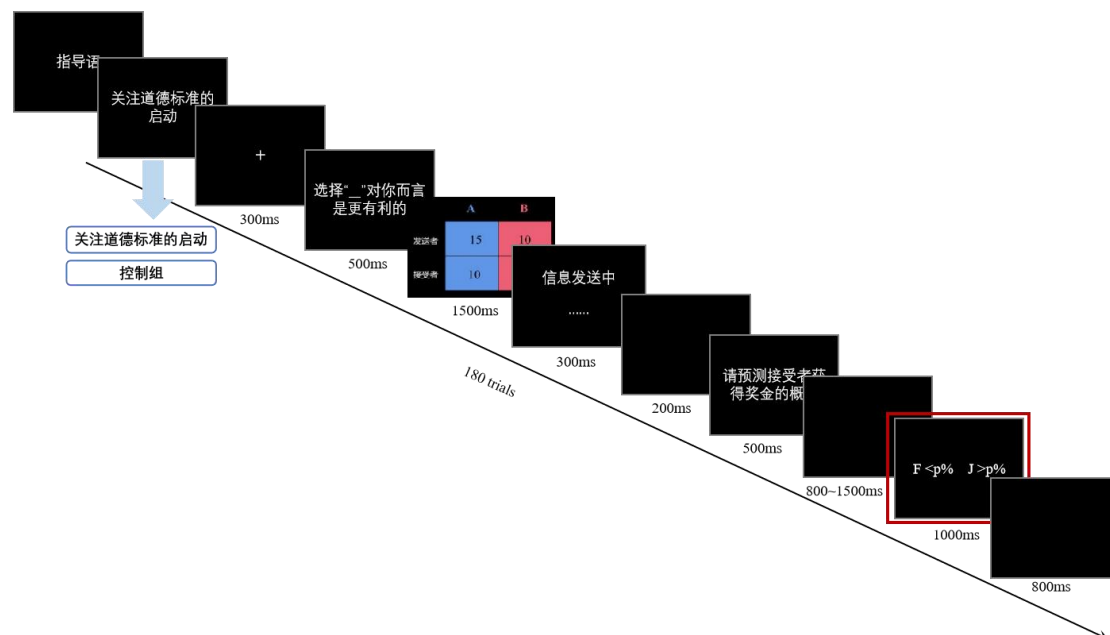 指导语
关注道德标准的
启动
+
300ms
选择“__”对你而言
是更有利的
500ms
A B
发送者 15 10
接受者 10
1500ms
信息发送中
......
300ms
200ms
请预测接受者获
得奖金的概
500ms
800~1500ms
F <p% J >p%
1000ms
800ms
关注道德标准的启动
控制组
180 trials